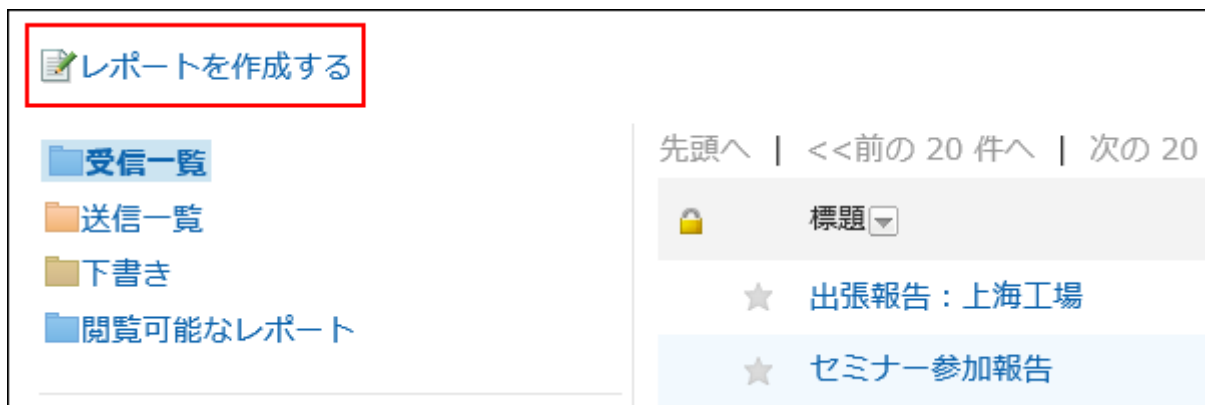 レポートを作成する
受信一覧
送信一覧
下書き
閲覧可能なレポート
先頭へ | <<前の 20 件へ | 次の 20
標題
出張報告：上海工場
セミナー参加報告